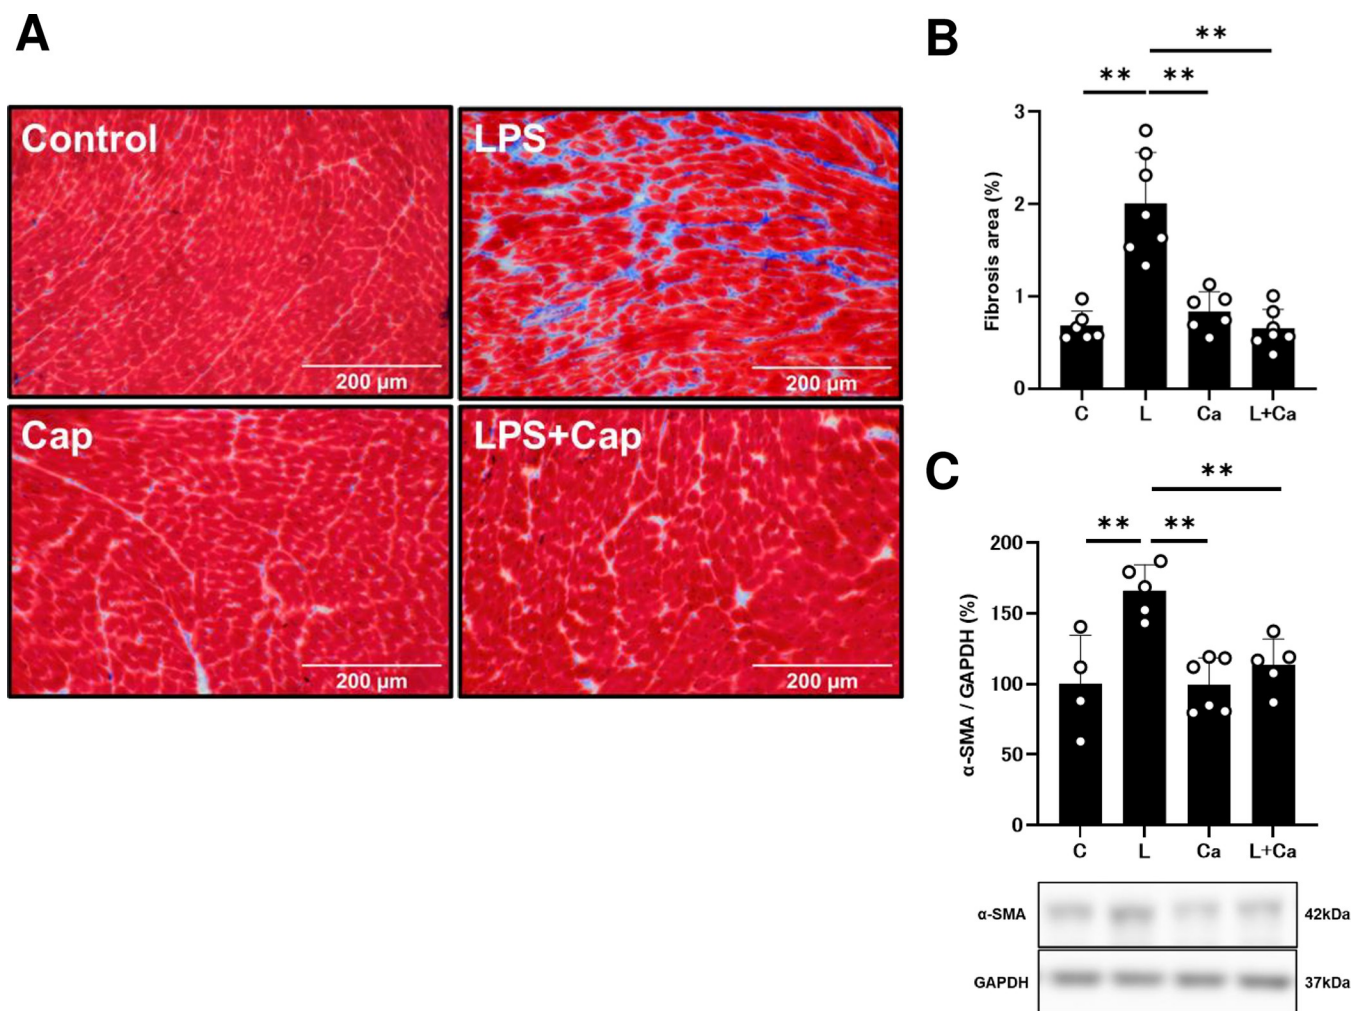 A
Control
200 µm
LPS
200 µm
Cap
200 µm
LPS+Cap
200 µm
B
**
** **
Fibrosis area (%)
3
2
1
0
C L Ca L+Ca
C
**
** **
α-SMA / GAPDH (%)
200
150
100
50
0
C L Ca L+Ca
α-SMA 42kDa
GAPDH 37kDa